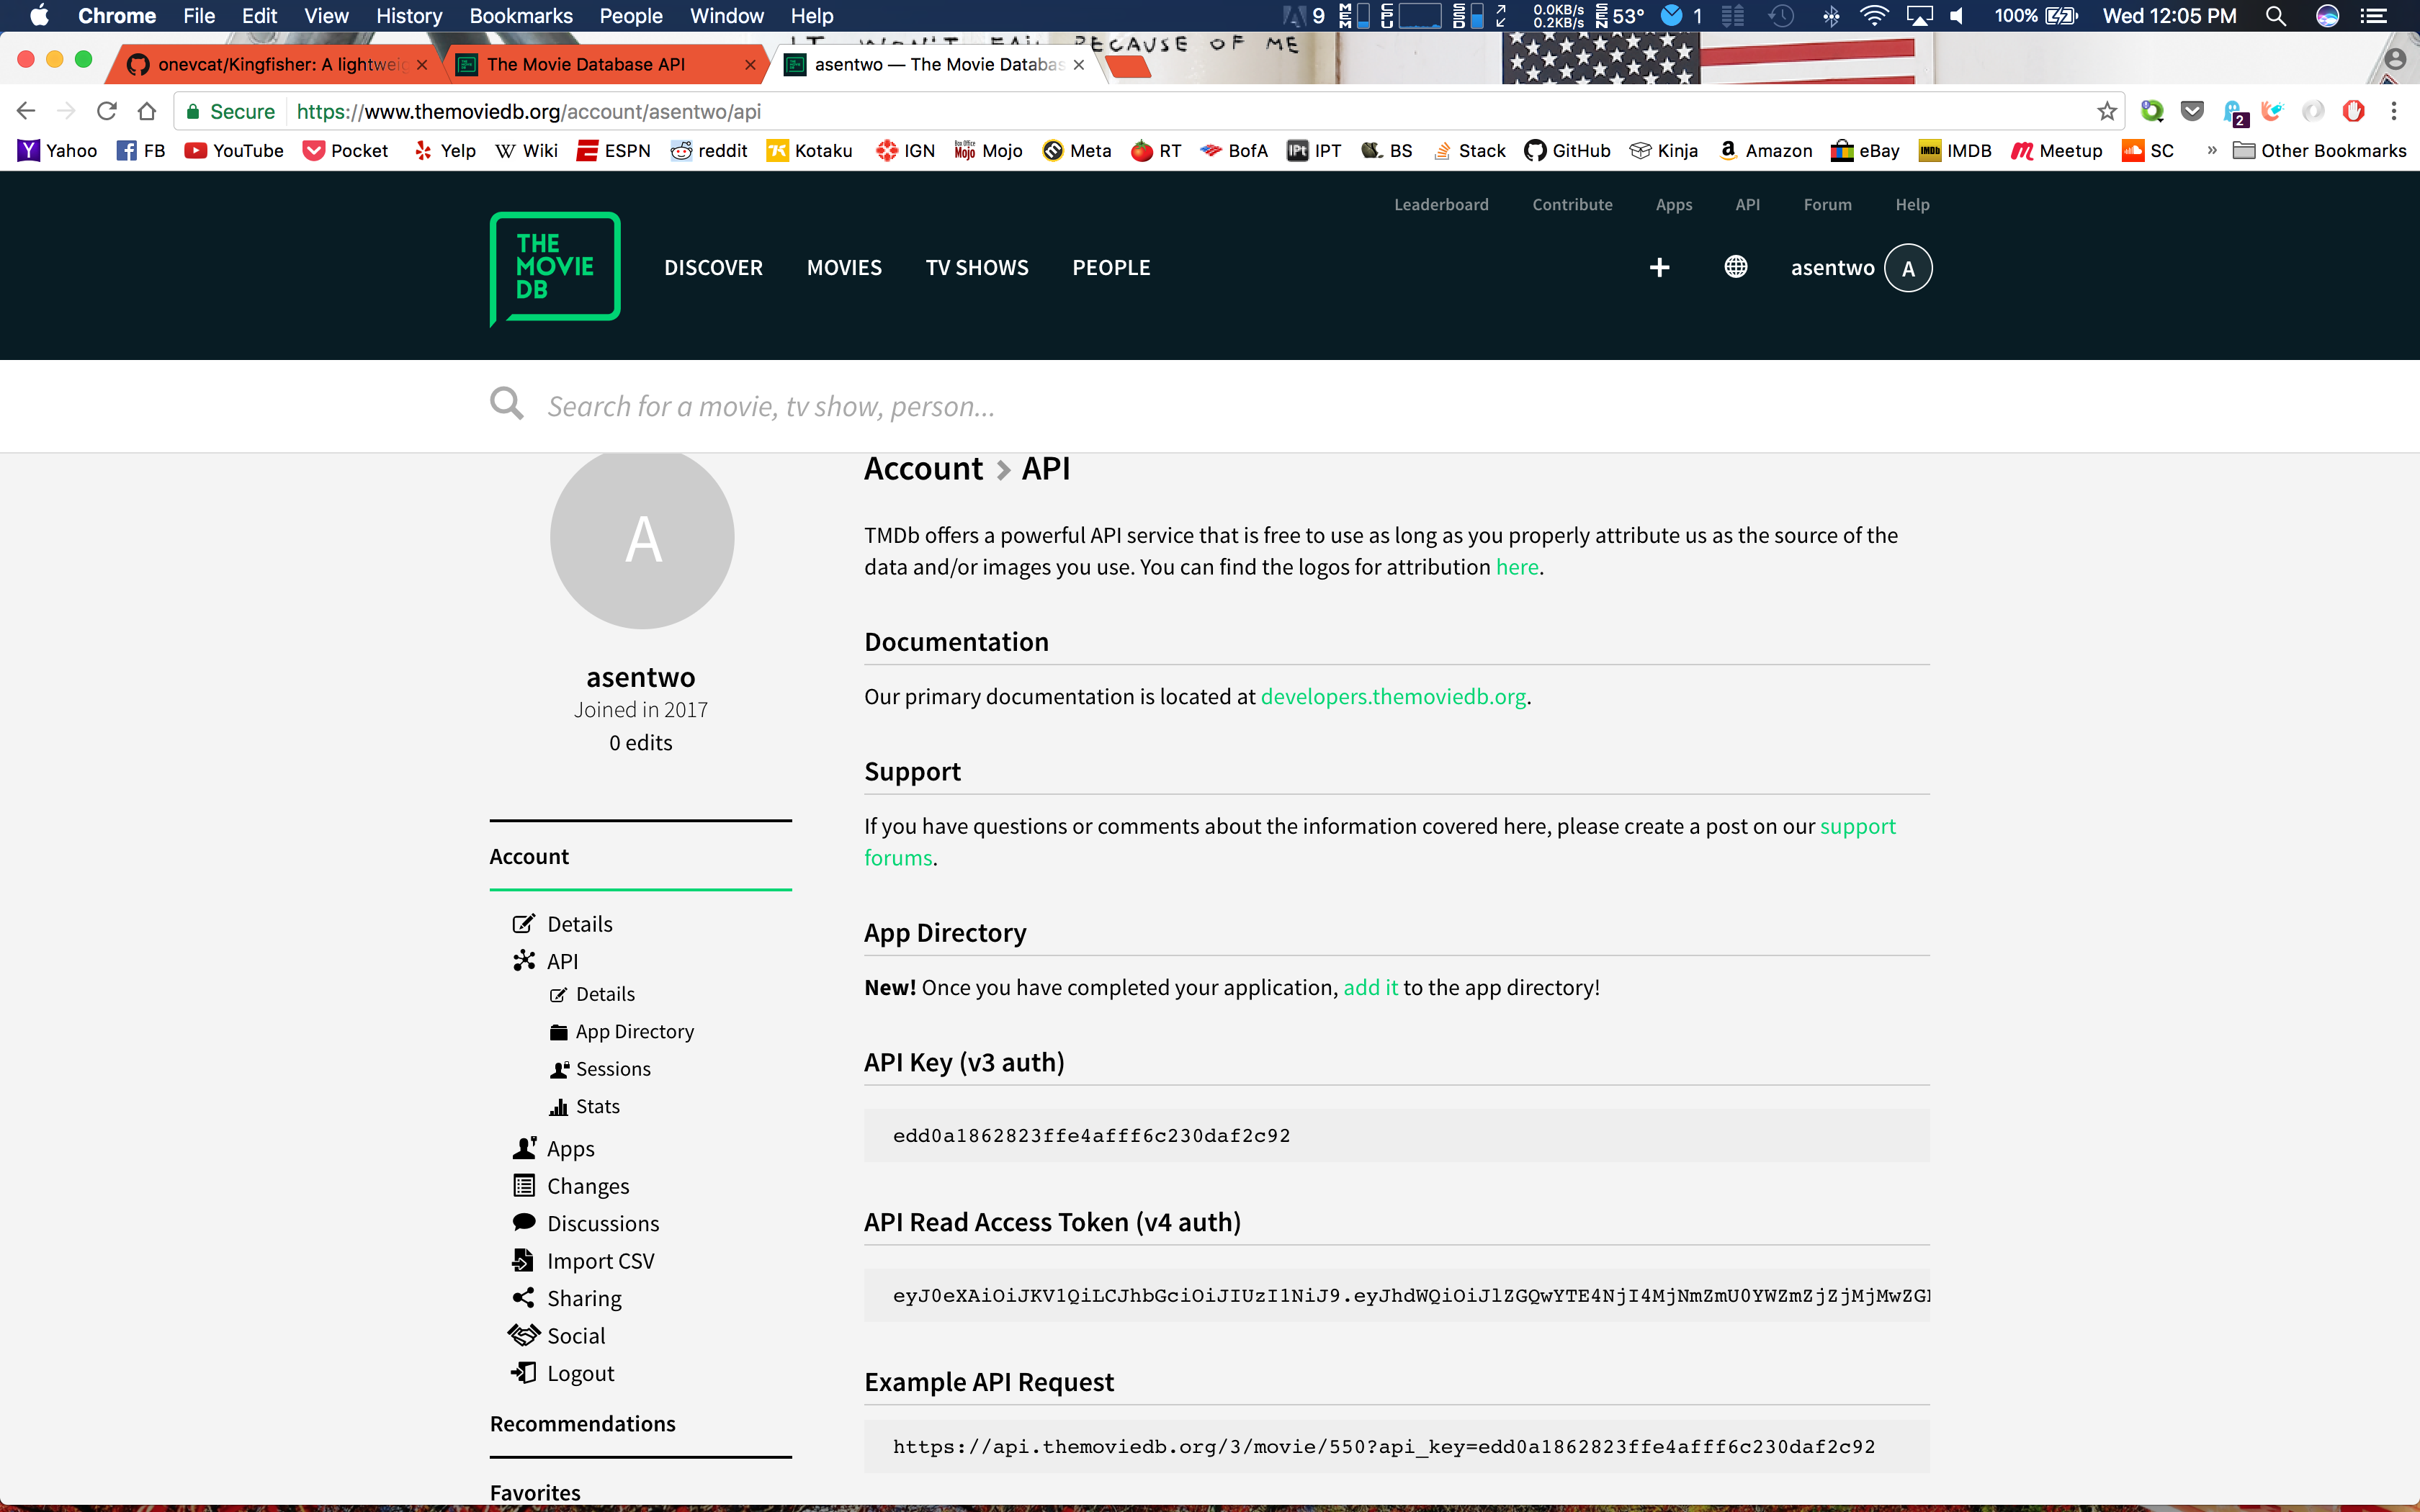 Chrome File Edit View History Bookmarks People Window Help
9 MEM CPU SSD 0.0KB/s 0.2KB/s SEN 53° 1 100% Wed 12:05 PM
IT WON'T FAIL BECAUSE OF ME
onevcat/Kingfisher: A lightweig
The Movie Database API
asentwo — The Movie Databas
Secure https://www.themoviedb.org/account/asentwo/api
2
Yahoo FB YouTube Pocket Yelp Wiki ESPN reddit Kotaku IGN Mojo Meta RT BofA IPT BS Stack GitHub Kinja Amazon eBay IMDB Meetup SC » Other Bookmarks
Leaderboard Contribute Apps API Forum Help
THE
MOVIE
DB
DISCOVER MOVIES TV SHOWS PEOPLE
asentwo A
Search for a movie, tv show, person...
A
asentwo
Joined in 2017
0 edits
Account
Details
API
Details
App Directory
Sessions
Stats
Apps
Changes
Discussions
Import CSV
Sharing
Social
Logout
Recommendations
Favorites
Account > API
TMDb offers a powerful API service that is free to use as long as you properly attribute us as the source of the
data and/or images you use. You can find the logos for attribution here.
Documentation
Our primary documentation is located at developers.themoviedb.org.
Support
If you have questions or comments about the information covered here, please create a post on our support
forums.
App Directory
New! Once you have completed your application, add it to the app directory!
API Key (v3 auth)
edd0a1862823ffe4afff6c230daf2c92
API Read Access Token (v4 auth)
eyJ0eXAiOiJKV1QiLCJhbGciOiJIUzI1NiJ9.eyJhdWQiOiJlZGQwYTE4NjI4MjNmZmU0YWZmZjZjMjMwZG
Example API Request
https://api.themoviedb.org/3/movie/550?api_key=edd0a1862823ffe4afff6c230daf2c92